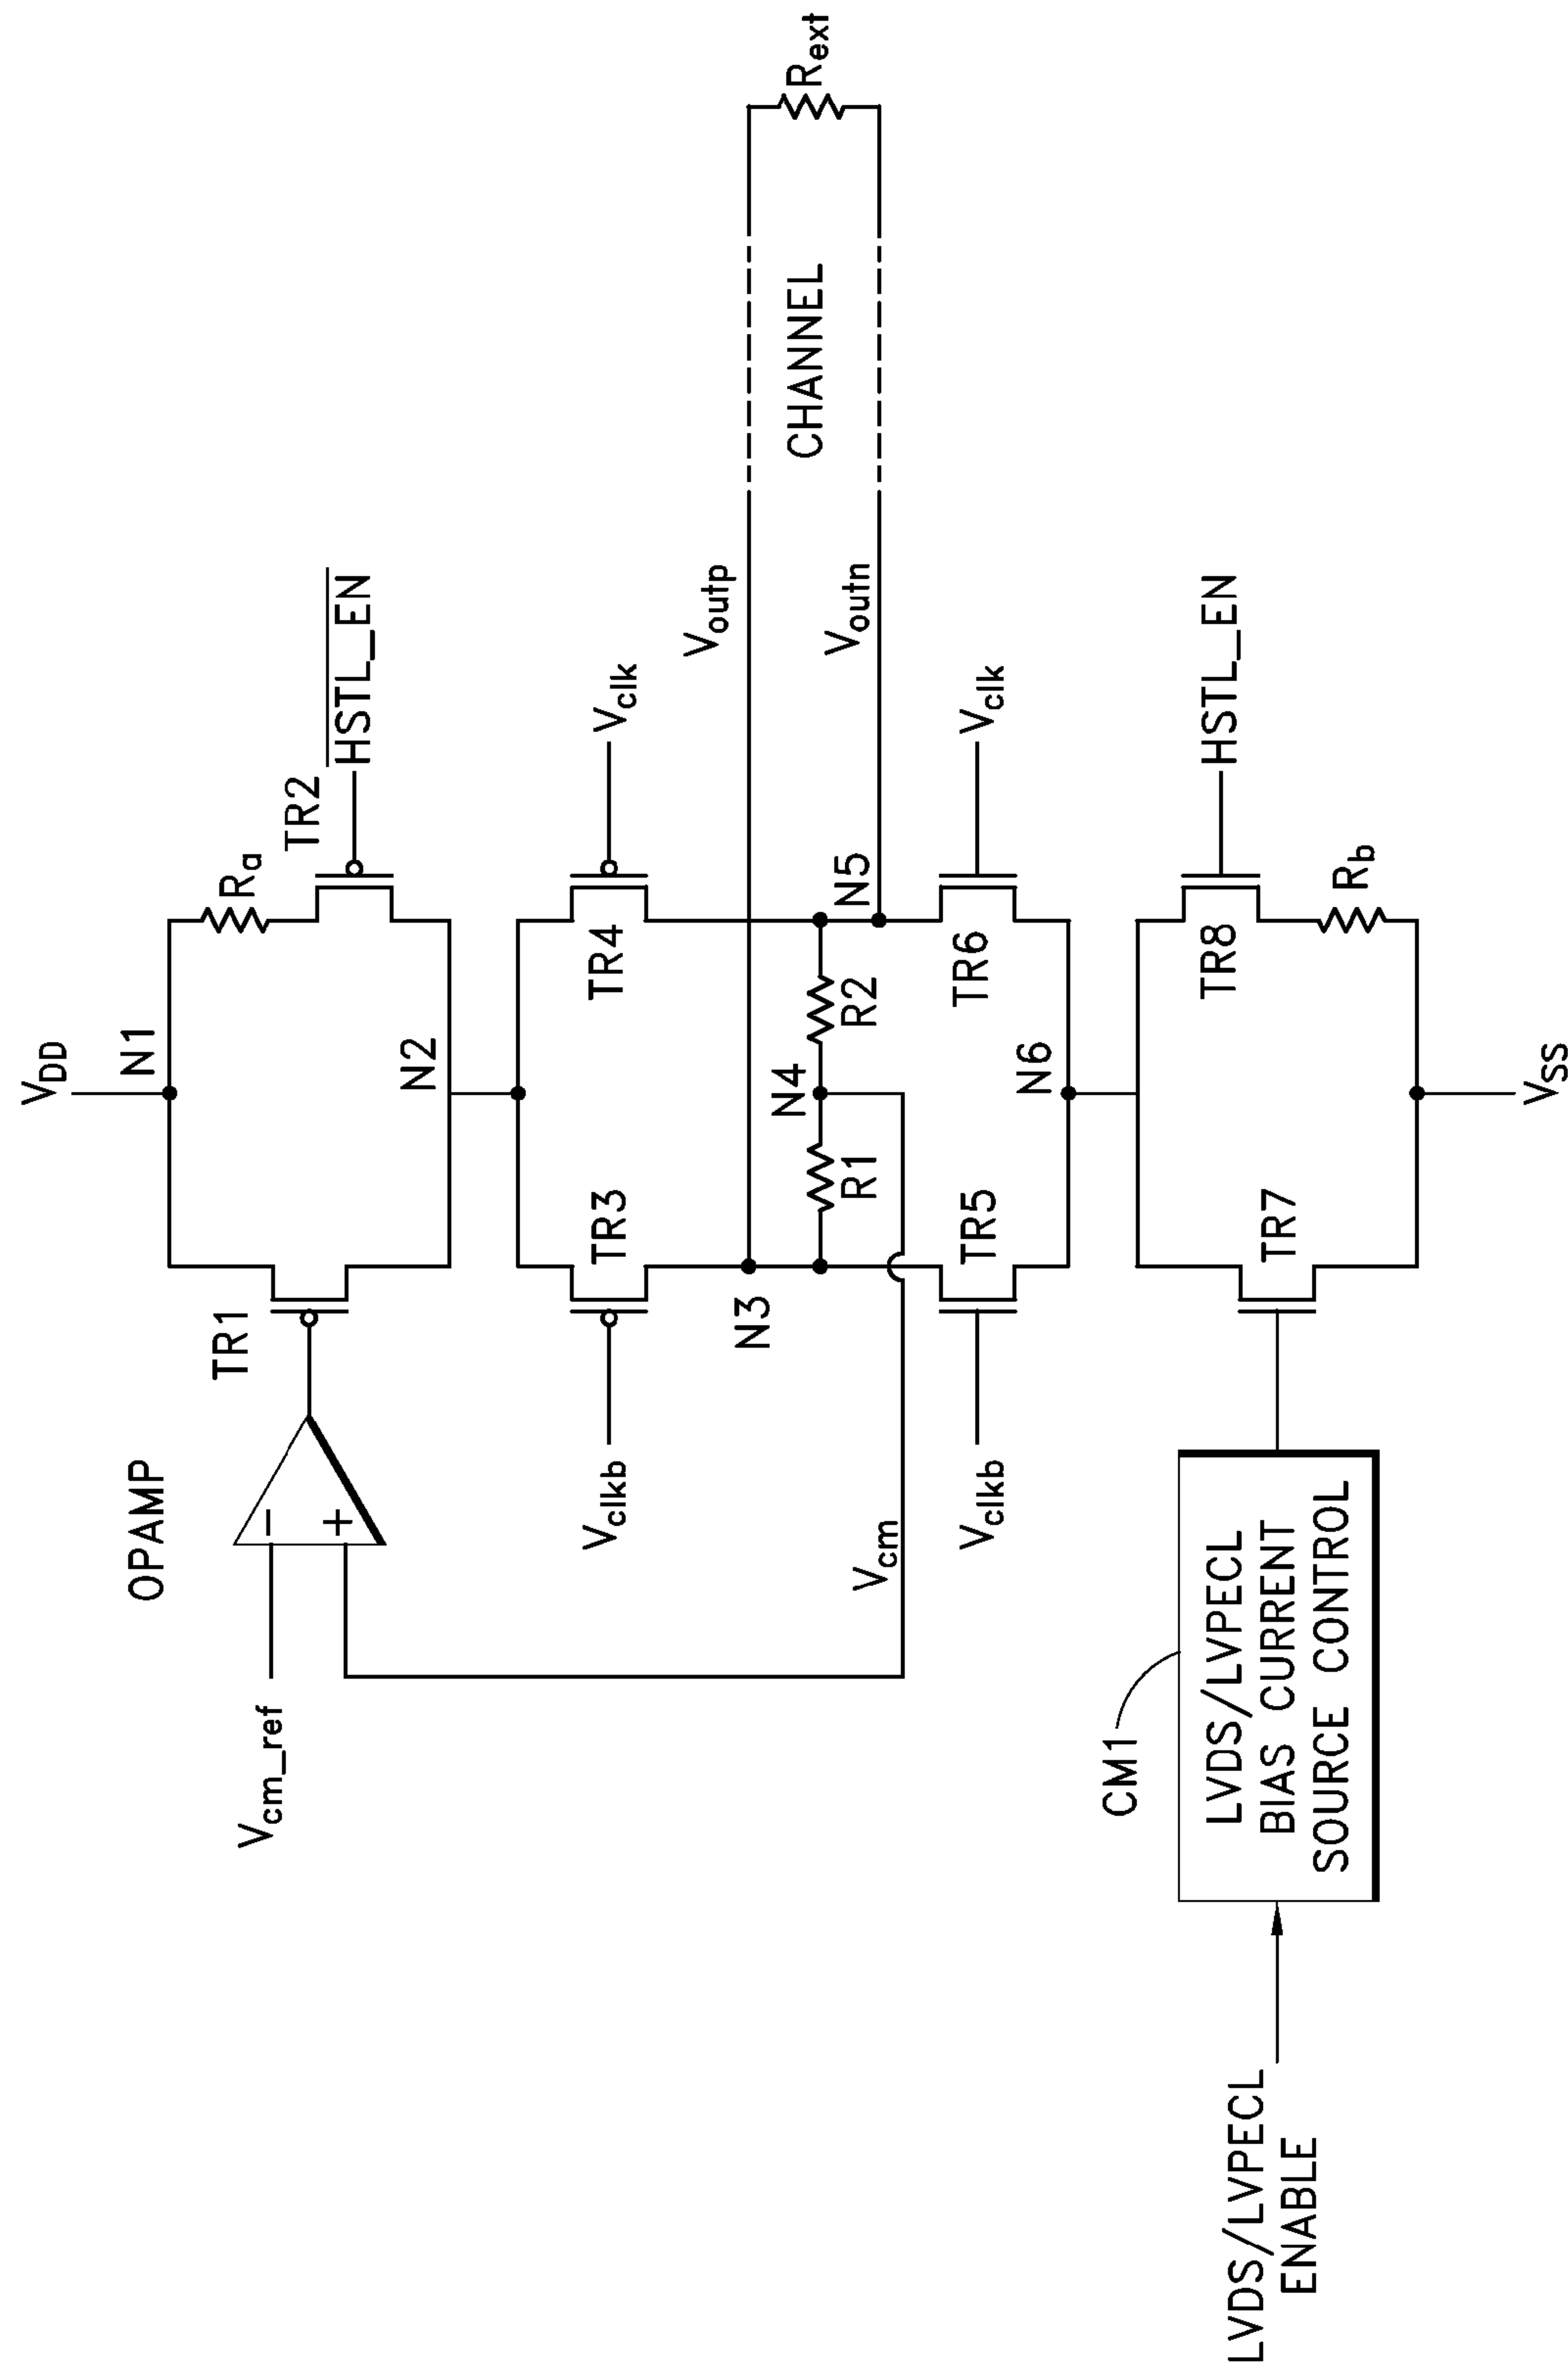 V_DD
N1
R_a
TR2
HSTL_EN
TR1
OPAMP
−
+
V_cm_ref
N2
TR3
TR4
V_clkb
V_clk
V_outp
V_outn
CHANNEL
R_ext
N3
N4
N5
R1
R2
V_cm
TR5
TR6
V_clkb
V_clk
N6
TR7
TR8
HSTL_EN
R_b
V_SS
CM1
LVDS/LVPECL
BIAS CURRENT
SOURCE CONTROL
LVDS/LVPECL
ENABLE